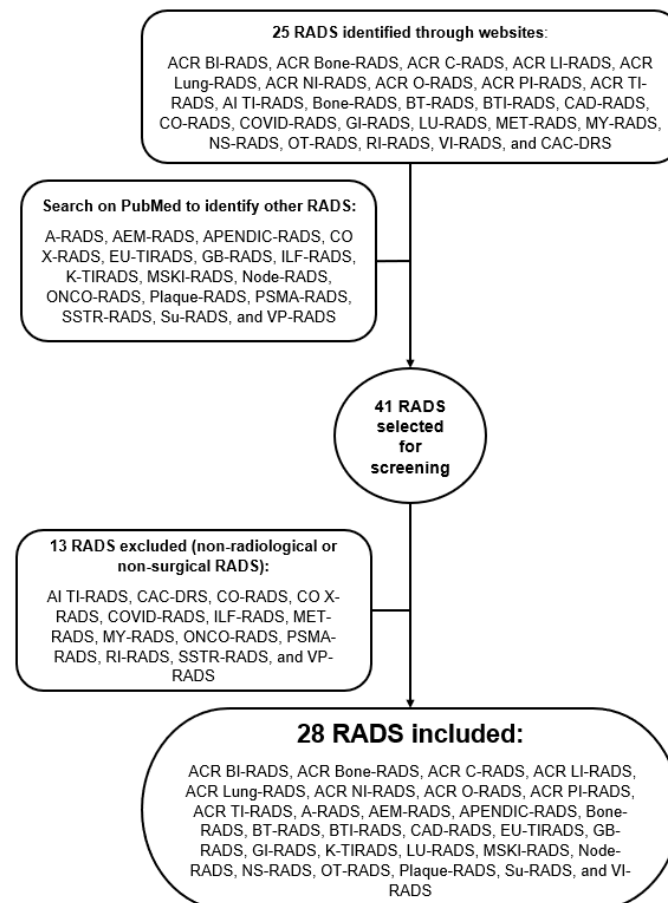 25 RADS identified through websites:
ACR BI-RADS, ACR Bone-RADS, ACR C-RADS, ACR LI-RADS, ACR
Lung-RADS, ACR NI-RADS, ACR O-RADS, ACR PI-RADS, ACR TI-
RADS, AI TI-RADS, Bone-RADS, BT-RADS, BTI-RADS, CAD-RADS,
CO-RADS, COVID-RADS, GI-RADS, LU-RADS, MET-RADS, MY-RADS,
NS-RADS, OT-RADS, RI-RADS, VI-RADS, and CAC-DRS
Search on PubMed to identify other RADS:
A-RADS, AEM-RADS, APENDIC-RADS, CO
X-RADS, EU-TIRADS, GB-RADS, ILF-RADS,
K-TIRADS, MSKI-RADS, Node-RADS,
ONCO-RADS, Plaque-RADS, PSMA-RADS,
SSTR-RADS, Su-RADS, and VP-RADS
41 RADS
selected
for
screening
13 RADS excluded (non-radiological or
non-surgical RADS):
AI TI-RADS, CAC-DRS, CO-RADS, CO X-
RADS, COVID-RADS, ILF-RADS, MET-
RADS, MY-RADS, ONCO-RADS, PSMA-
RADS, RI-RADS, SSTR-RADS, and VP-
RADS
28 RADS included:
ACR BI-RADS, ACR Bone-RADS, ACR C-RADS, ACR LI-RADS,
ACR Lung-RADS, ACR NI-RADS, ACR O-RADS, ACR PI-RADS,
ACR TI-RADS, A-RADS, AEM-RADS, APENDIC-RADS, Bone-
RADS, BT-RADS, BTI-RADS, CAD-RADS, EU-TIRADS, GB-
RADS, GI-RADS, K-TIRADS, LU-RADS, MSKI-RADS, Node-
RADS, NS-RADS, OT-RADS, Plaque-RADS, Su-RADS, and VI-
RADS